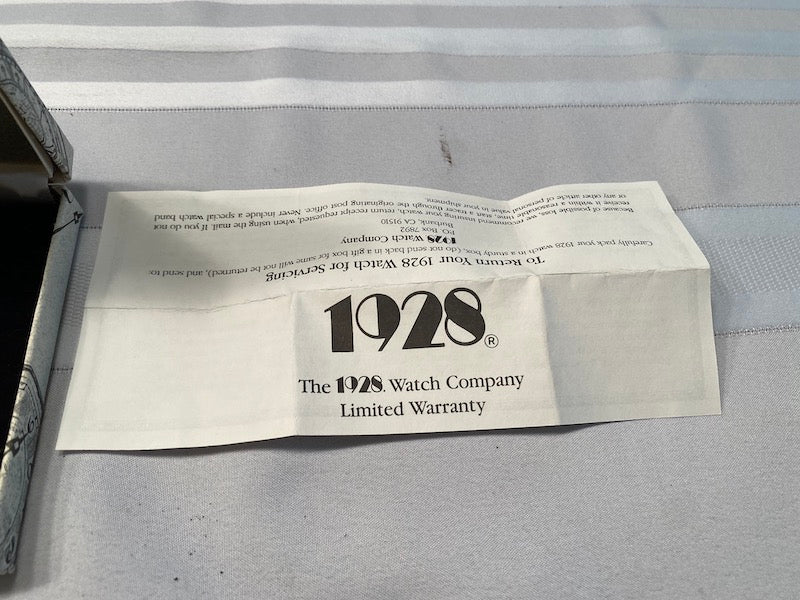 1928®
The 1928® Watch Company
Limited Warranty
To Return Your 1928 Watch for Servicing
Carefully pack your 1928 watch in a sturdy box, (do not send back in a gift box for same will not be returned), and send to:
1928 Watch Company
P.O. Box 7892
Burbank, CA 91510
Because of possible loss, we recommend insuring your watch, return receipt requested, when using the mail. If you do not
receive it within a reasonable time, start a tracer through the originating post office. Never include a special watch band
or any other article of personal value in your shipment.